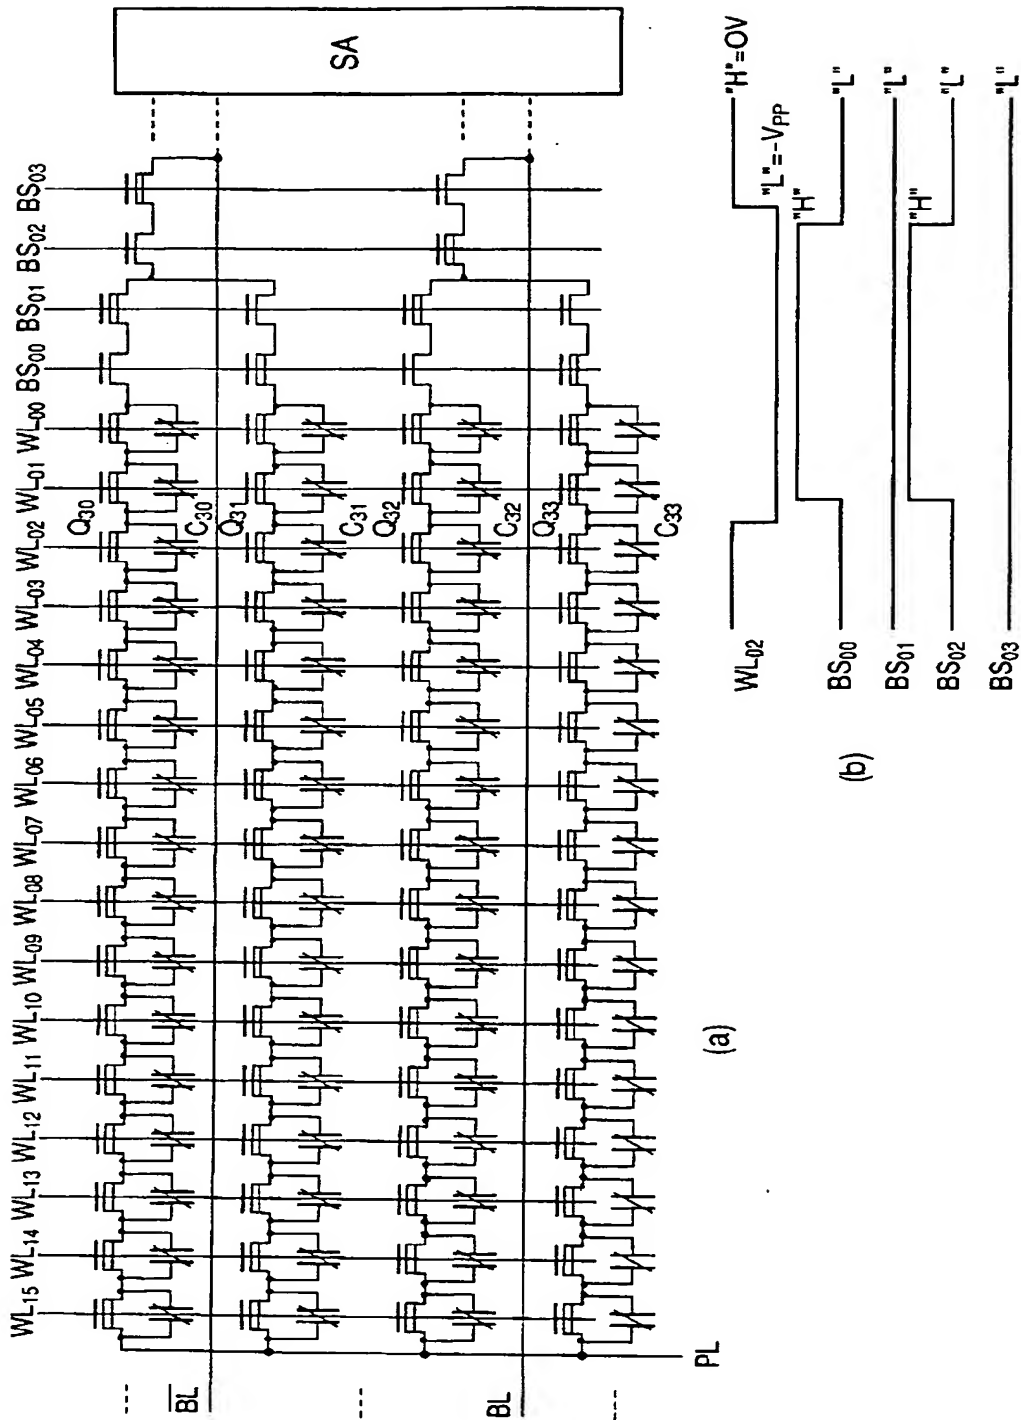 WL15 WL14 WL13 WL12 WL11 WL10 WL09 WL08 WL07 WL06 WL05 WL04 WL03 WL02 WL01 WL00 BS00 BS01 BS02 BS03
Q30
C30
Q31
C31
Q32
C32
Q33
C33
SA
BL
BL
PL
(a)
WL02 "H"=0V
"L"=-VPP
BS00 "H" "L"
BS01 "L"
BS02 "H" "L"
BS03 "L"
(b)